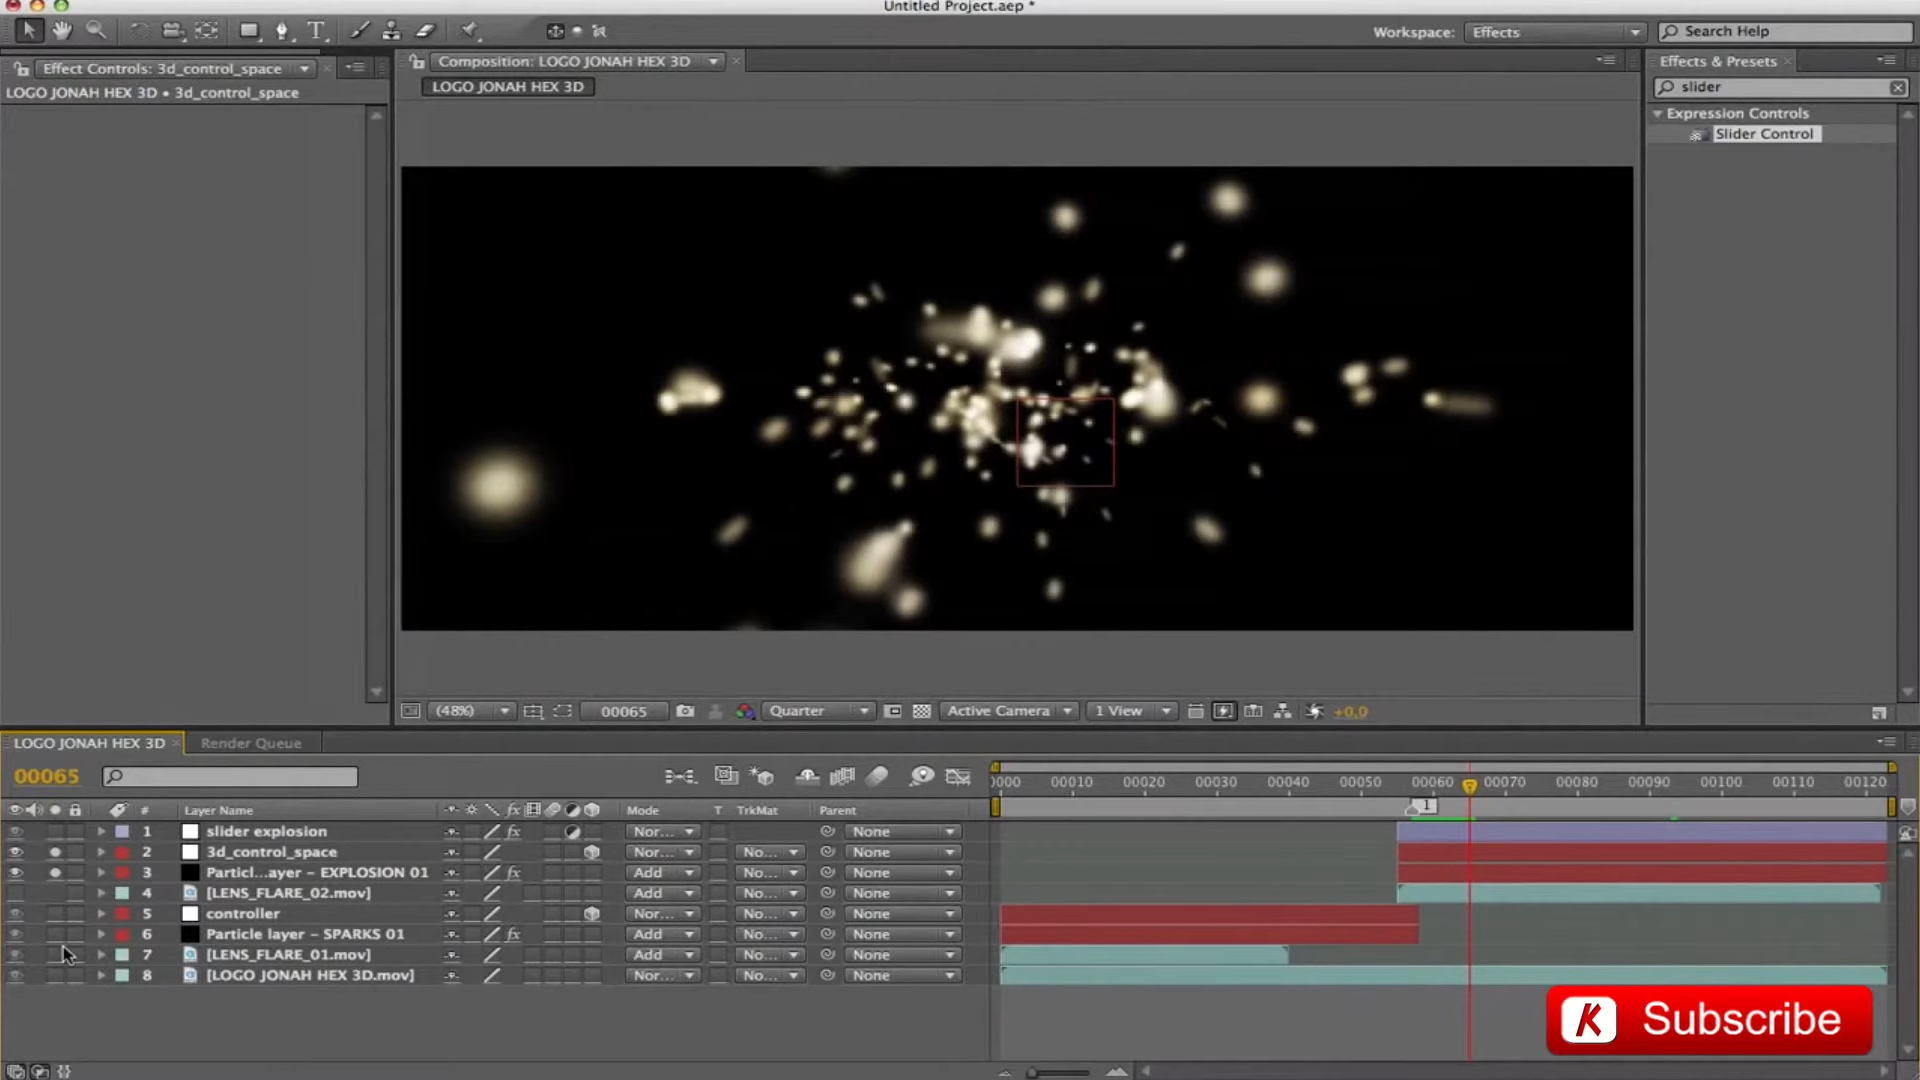 Untitled Project.aep *
Workspace: Effects
Search Help
Effect Controls: 3d_control_space
LOGO JONAH HEX 3D • 3d_control_space
Composition: LOGO JONAH HEX 3D
LOGO JONAH HEX 3D
Effects & Presets
slider
Expression Controls
Slider Control
(48%)
00065
Quarter
Active Camera
1 View
+0,0
LOGO JONAH HEX 3D
Render Queue
00065
0000 00010 00020 00030 00040 00050 00060 00070 00080 00090 00100 00110 00120
# Layer Name fx Mode T TrkMat Parent
1
1 slider explosion fx Nor... None
2 3d_control_space Nor... No... None
3 Particl...ayer – EXPLOSION 01 fx Add No... None
4 [LENS_FLARE_02.mov] Add No... None
5 controller Nor... No... None
6 Particle layer – SPARKS 01 fx Add No... None
7 [LENS_FLARE_01.mov] Add No... None
8 [LOGO JONAH HEX 3D.mov] Nor... No... None
K Subscribe